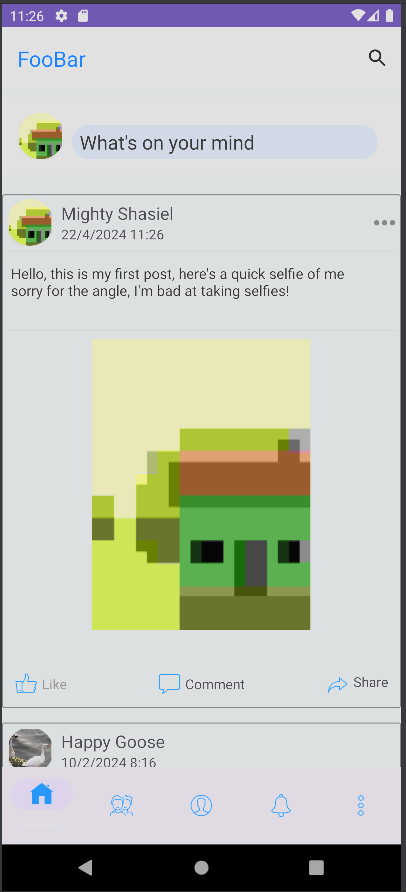 11:26
FooBar
What's on your mind
Mighty Shasiel
22/4/2024 11:26
Hello, this is my first post, here's a quick selfie of me
sorry for the angle, I'm bad at taking selfies!
Like
Comment
Share
Happy Goose
10/2/2024 8:16